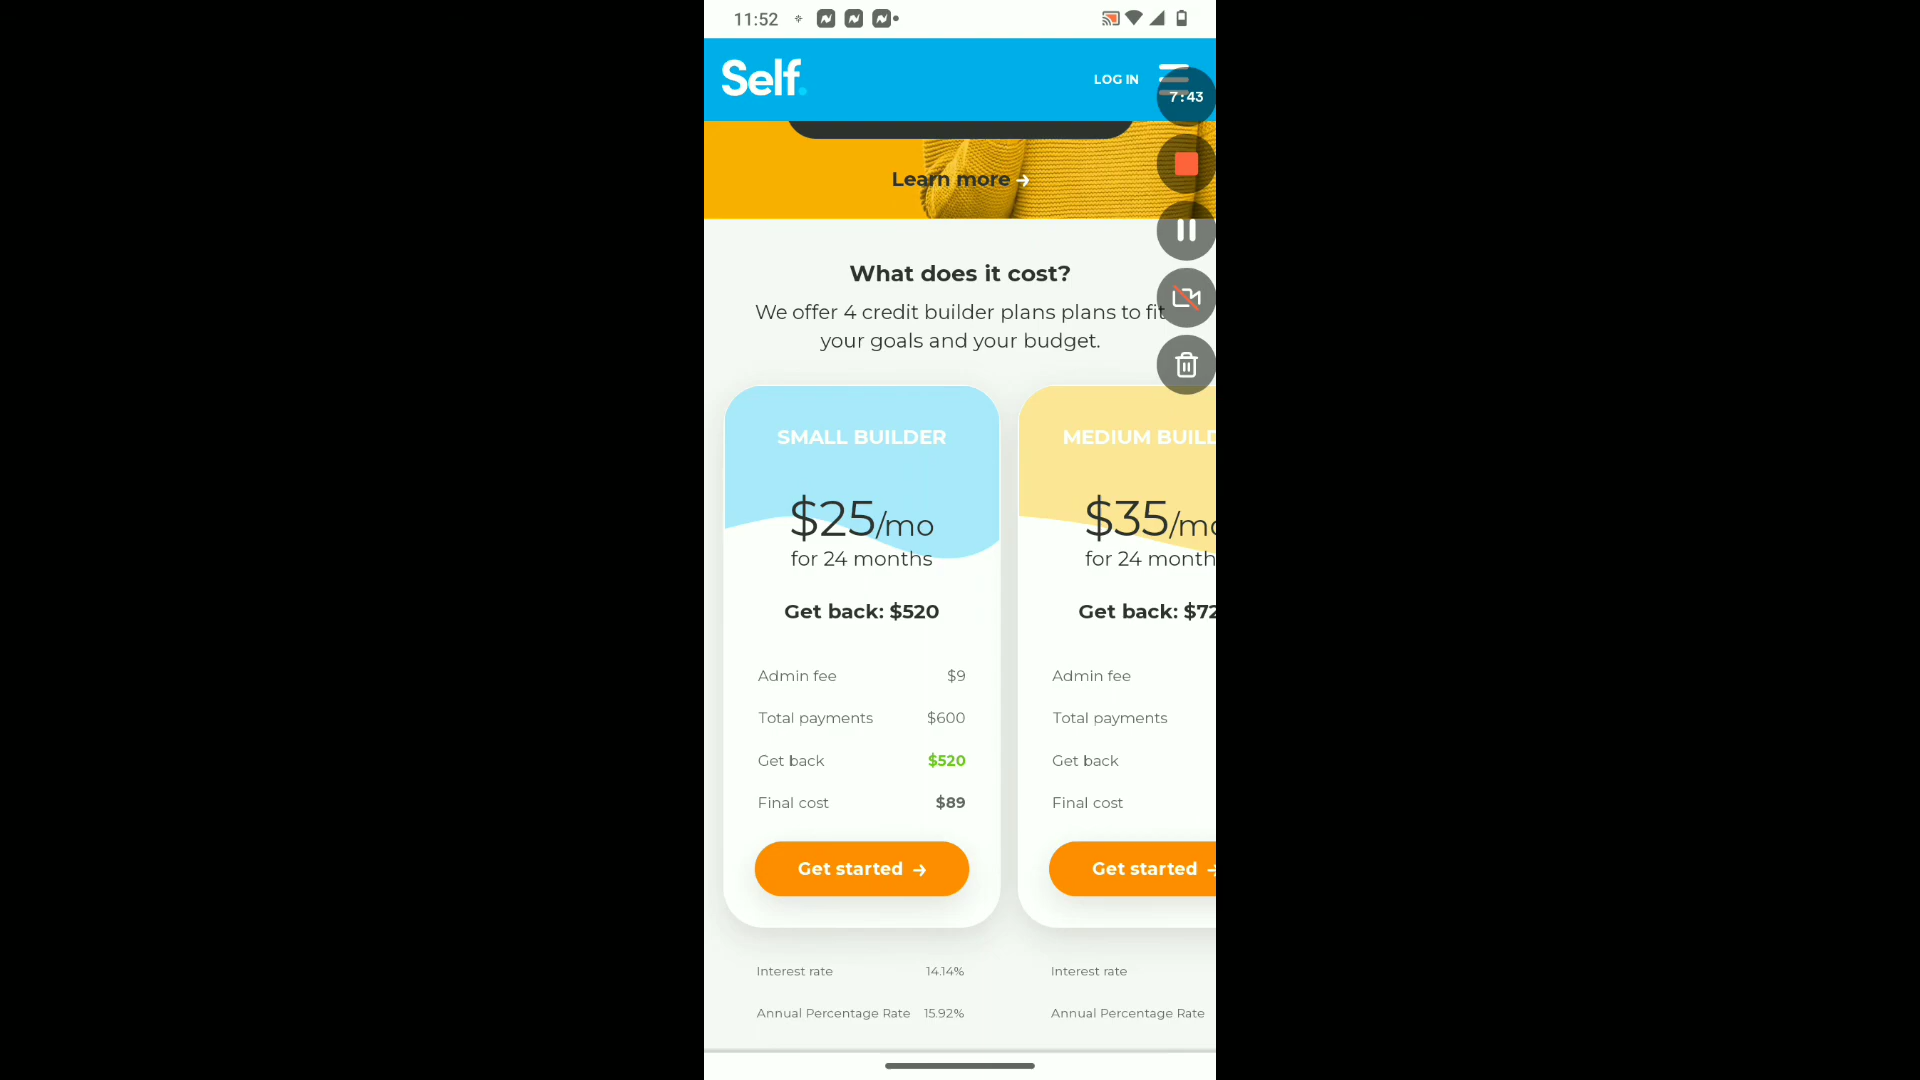 11:52
Self.
LOG IN
7:43
Learn more →
What does it cost?
We offer 4 credit builder plans plans to fit
your goals and your budget.
SMALL BUILDER
$25/mo
for 24 months
Get back: $520
Admin fee $9
Total payments $600
Get back $520
Final cost $89
Get started →
Interest rate 14.14%
Annual Percentage Rate 15.92%
MEDIUM BUILD
$35/mo
for 24 month
Get back: $72
Admin fee
Total payments
Get back
Final cost
Get started →
Interest rate
Annual Percentage Rate